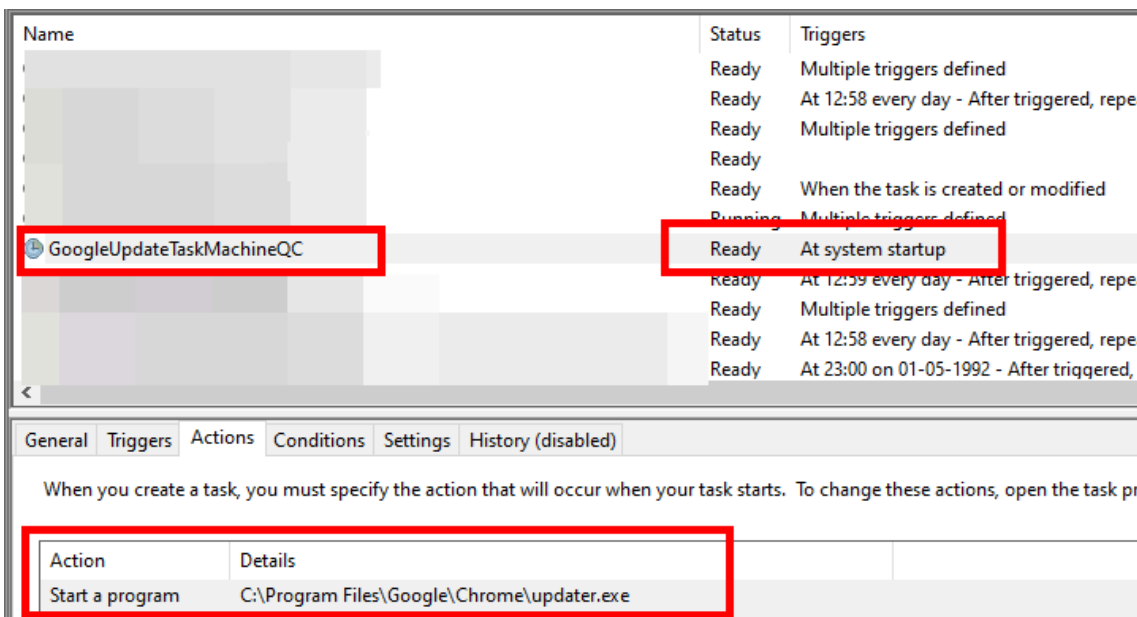 Name Status Triggers
Ready Multiple triggers defined
Ready At 12:58 every day - After triggered, repe
Ready Multiple triggers defined
Ready
Ready When the task is created or modified
Running Multiple triggers defined
GoogleUpdateTaskMachineQC Ready At system startup
Ready At 12:59 every day - After triggered, repe
Ready Multiple triggers defined
Ready At 12:58 every day - After triggered, repe
Ready At 23:00 on 01-05-1992 - After triggered,
General Triggers Actions Conditions Settings History (disabled)
When you create a task, you must specify the action that will occur when your task starts. To change these actions, open the task pr
Action Details
Start a program C:\Program Files\Google\Chrome\updater.exe